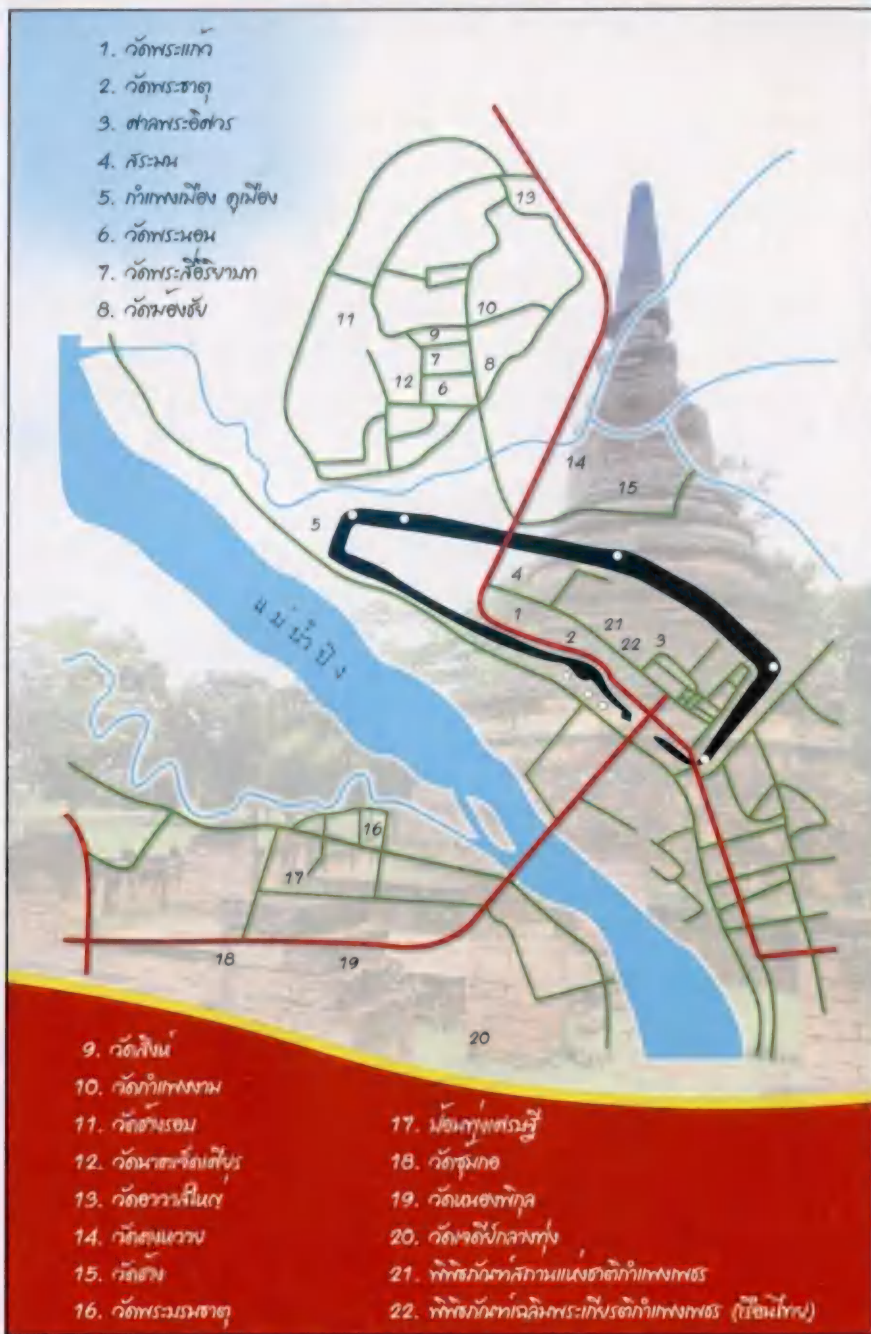 1. วัดพระแก้ว
2. วัดพระธาตุ
3. ศาลพระอิศวร
4. สระมน
5. กำแพงเมือง คูเมือง
6. วัดพระนอน
7. วัดพระสี่อิริยาบถ
8. วัดฆ้องชัย
13
11
10
9
7
8
12
6
14
15
5
4
1
21
2
22
3
แม่น้ำปิง
16
17
18
19
20
9. วัดสิงห์
10. วัดกำแพงงาม
11. วัดช้างรอบ
12. วัดนาคเจ็ดเศียร
13. วัดอาวาสใหญ่
14. วัดดงหวาย
15. วัดช้าง
16. วัดพระบรมธาตุ
17. ป้อมทุ่งเศรษฐี
18. วัดซุ้มกอ
19. วัดหนองพิกุล
20. วัดเจดีย์กลางทุ่ง
21. พิพิธภัณฑ์สถานแห่งชาติกำแพงเพชร
22. พิพิธภัณฑ์เฉลิมพระเกียรติกำแพงเพชร (เรือนไทย)